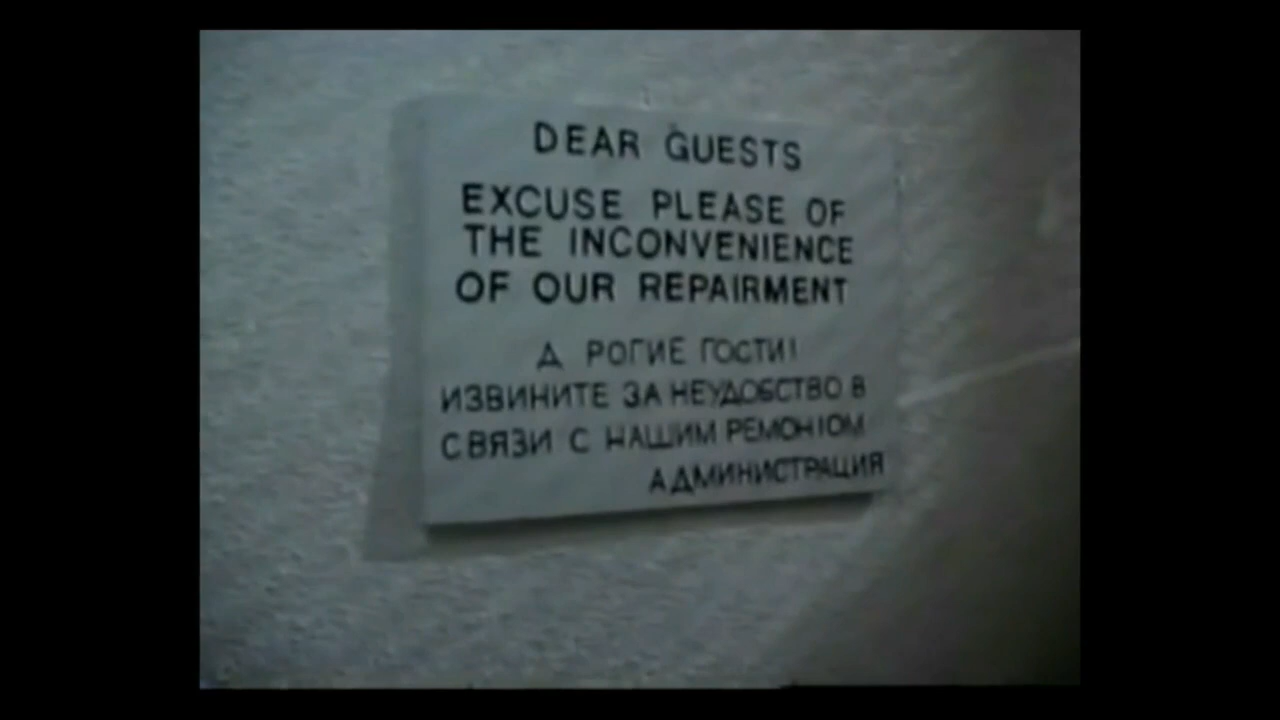 DEAR GUESTS
EXCUSE PLEASE OF
THE INCONVENIENCE
OF OUR REPAIRMENT
Д РОГИЕ ГОСТИ!
ИЗВИНИТЕ ЗА НЕУДОБСТВО В
СВЯЗИ С НАШИМ РЕМОНТОМ
АДМИНИСТРАЦИЯ